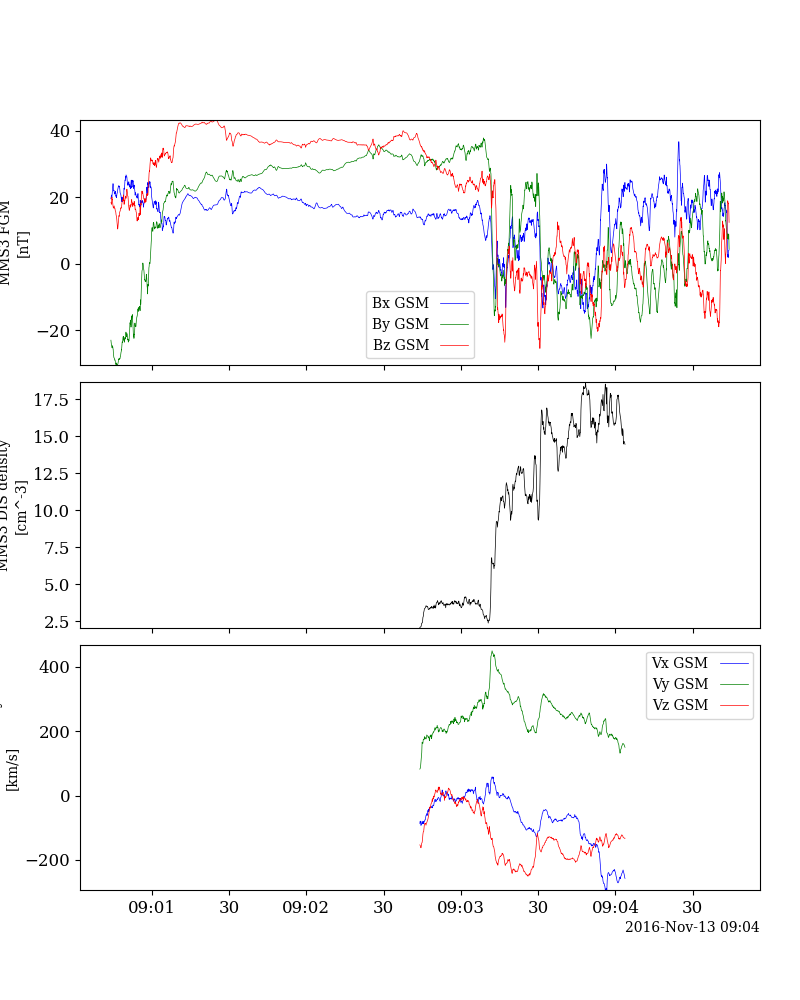 40
20
0
−20
MMS3 FGM
[nT]
Bx GSM
By GSM
Bz GSM
17.5
15.0
12.5
10.0
7.5
5.0
2.5
MMS3 DIS density
[cm^-3]
400
200
0
−200
[km/s]
Vx GSM
Vy GSM
Vz GSM
09:01 30 09:02 30 09:03 30 09:04 30
2016-Nov-13 09:04